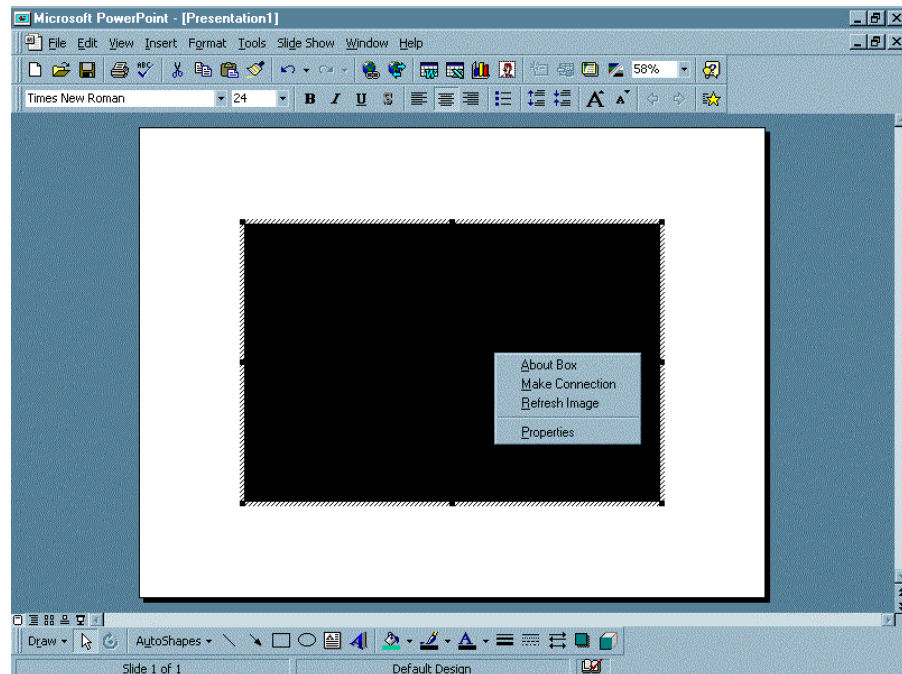 Microsoft PowerPoint - [Presentation1]
File Edit View Insert Format Tools Slide Show Window Help
ABC 58%
Times New Roman 24 B I U S A A
About Box
Make Connection
Refresh Image
Properties
Draw AutoShapes A A
Slide 1 of 1 Default Design